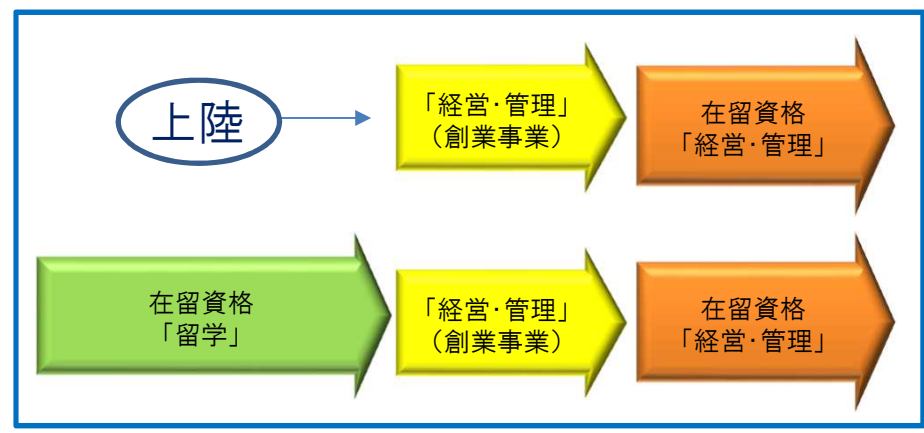 上陸
「経営・管理」
（創業事業）
在留資格
「経営・管理」
在留資格
「留学」
「経営・管理」
（創業事業）
在留資格
「経営・管理」